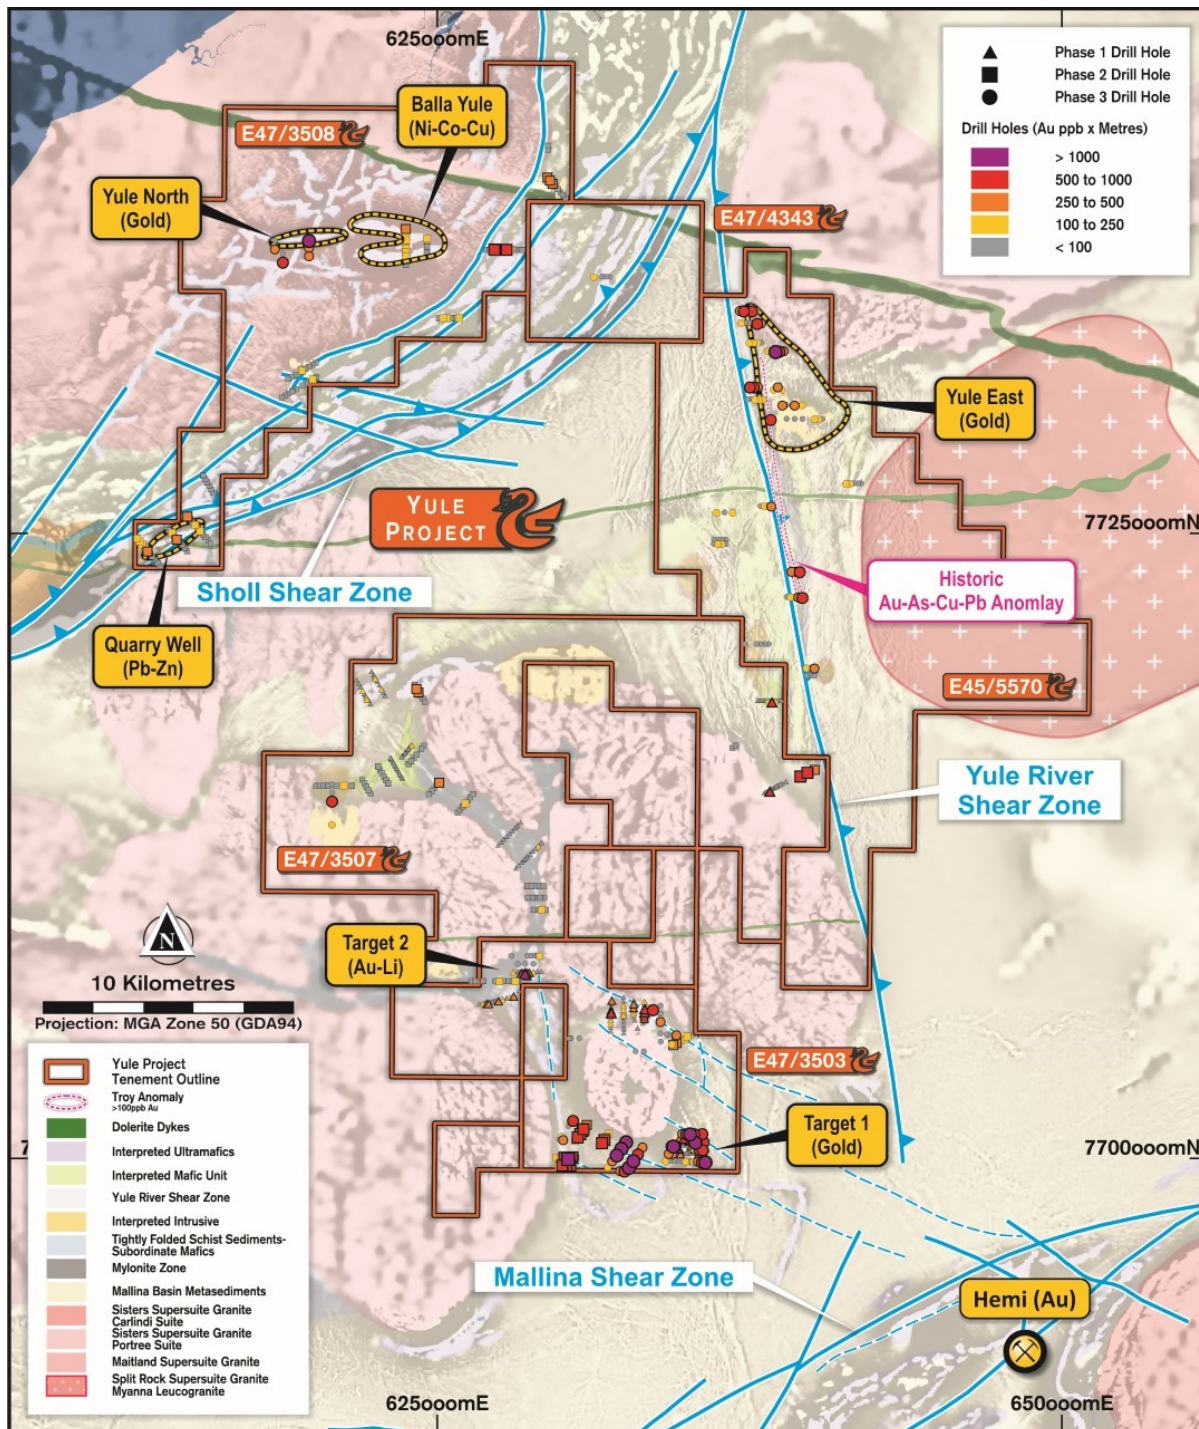 625000mE
Phase 1 Drill Hole
Phase 2 Drill Hole
Phase 3 Drill Hole
Drill Holes (Au ppb x Metres)
> 1000
500 to 1000
250 to 500
100 to 250
< 100
Balla Yule
(Ni-Co-Cu)
E47/3508
Yule North
(Gold)
E47/4343
Yule East
(Gold)
YULE
PROJECT
7725000mN
Sholl Shear Zone
Historic
Au-As-Cu-Pb Anomlay
Quarry Well
(Pb-Zn)
E45/5570
Yule River
Shear Zone
E47/3507
N
Target 2
(Au-Li)
10 Kilometres
Projection: MGA Zone 50 (GDA94)
E47/3503
Yule Project
Tenement Outline
Troy Anomaly
>100ppb Au
Dolerite Dykes
Interpreted Ultramafics
Interpreted Mafic Unit
Yule River Shear Zone
Interpreted Intrusive
Tightly Folded Schist Sediments-
Subordinate Mafics
Mylonite Zone
Mallina Basin Metasediments
Sisters Supersuite Granite
Carlindi Suite
Sisters Supersuite Granite
Portree Suite
Maitland Supersuite Granite
Split Rock Supersuite Granite
Myanna Leucogranite
Target 1
(Gold)
7
7700000mN
Mallina Shear Zone
Hemi (Au)
625000mE
650000mE